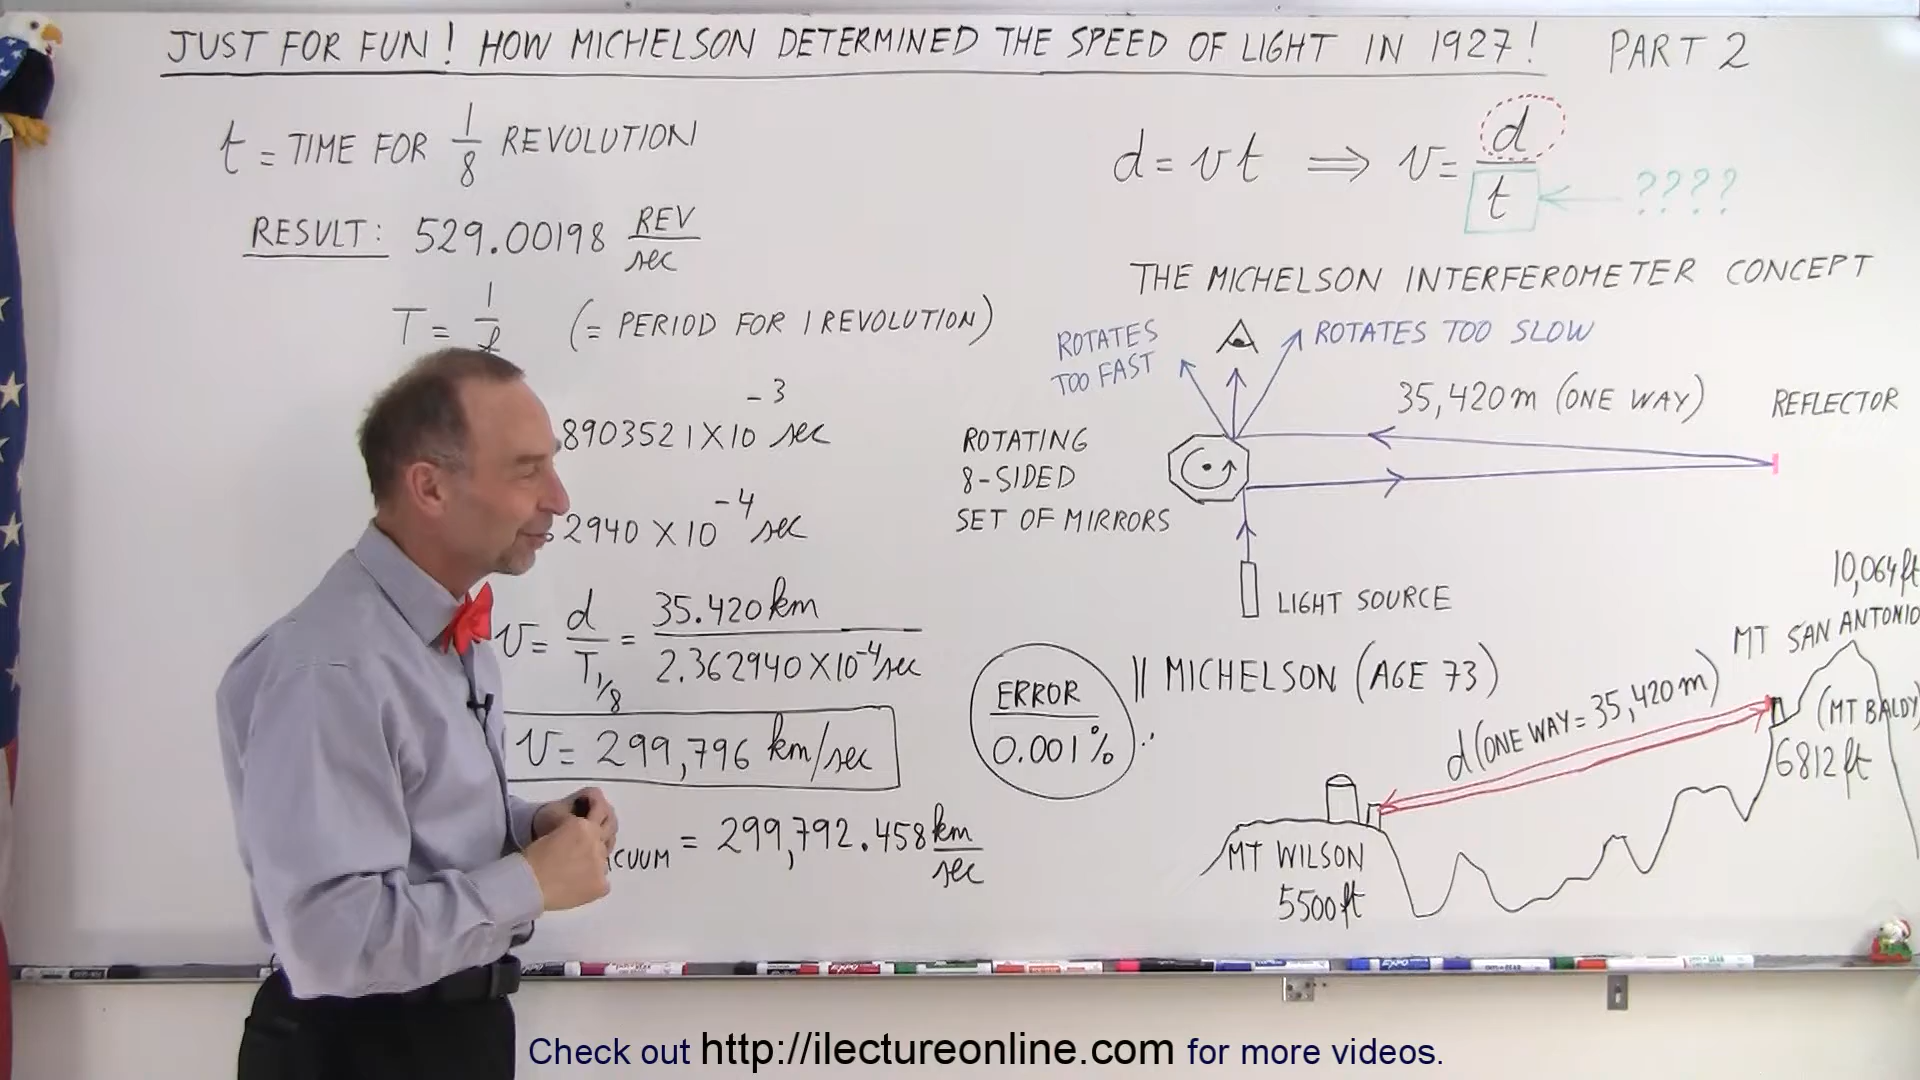 JUST FOR FUN! HOW MICHELSON DETERMINED THE SPEED OF LIGHT IN 1927! PART 2
t = TIME FOR 1/8 REVOLUTION
RESULT: 529.00198 REV/sec
T = 1/f (= PERIOD FOR 1 REVOLUTION)
8903521 X 10^-3 sec
2940 X 10^-4 sec
v = d/T1/8 = 35.420 km / 2.362940 X 10^-4 sec
v = 299,796 km/sec
CUUM = 299,792.458 km/sec
ERROR
0.001%
d = v t ⟹ v = d/t ← ????
THE MICHELSON INTERFEROMETER CONCEPT
ROTATES
TOO FAST
ROTATES TOO SLOW
35,420 m (ONE WAY)
REFLECTOR
ROTATING
8-SIDED
SET OF MIRRORS
LIGHT SOURCE
|| MICHELSON (AGE 73)
10,064 ft
MT SAN ANTONIO
(MT BALDY)
6812 ft
d (ONE WAY = 35,420 m)
MT WILSON
5500 ft
Check out http://ilectureonline.com for more videos.